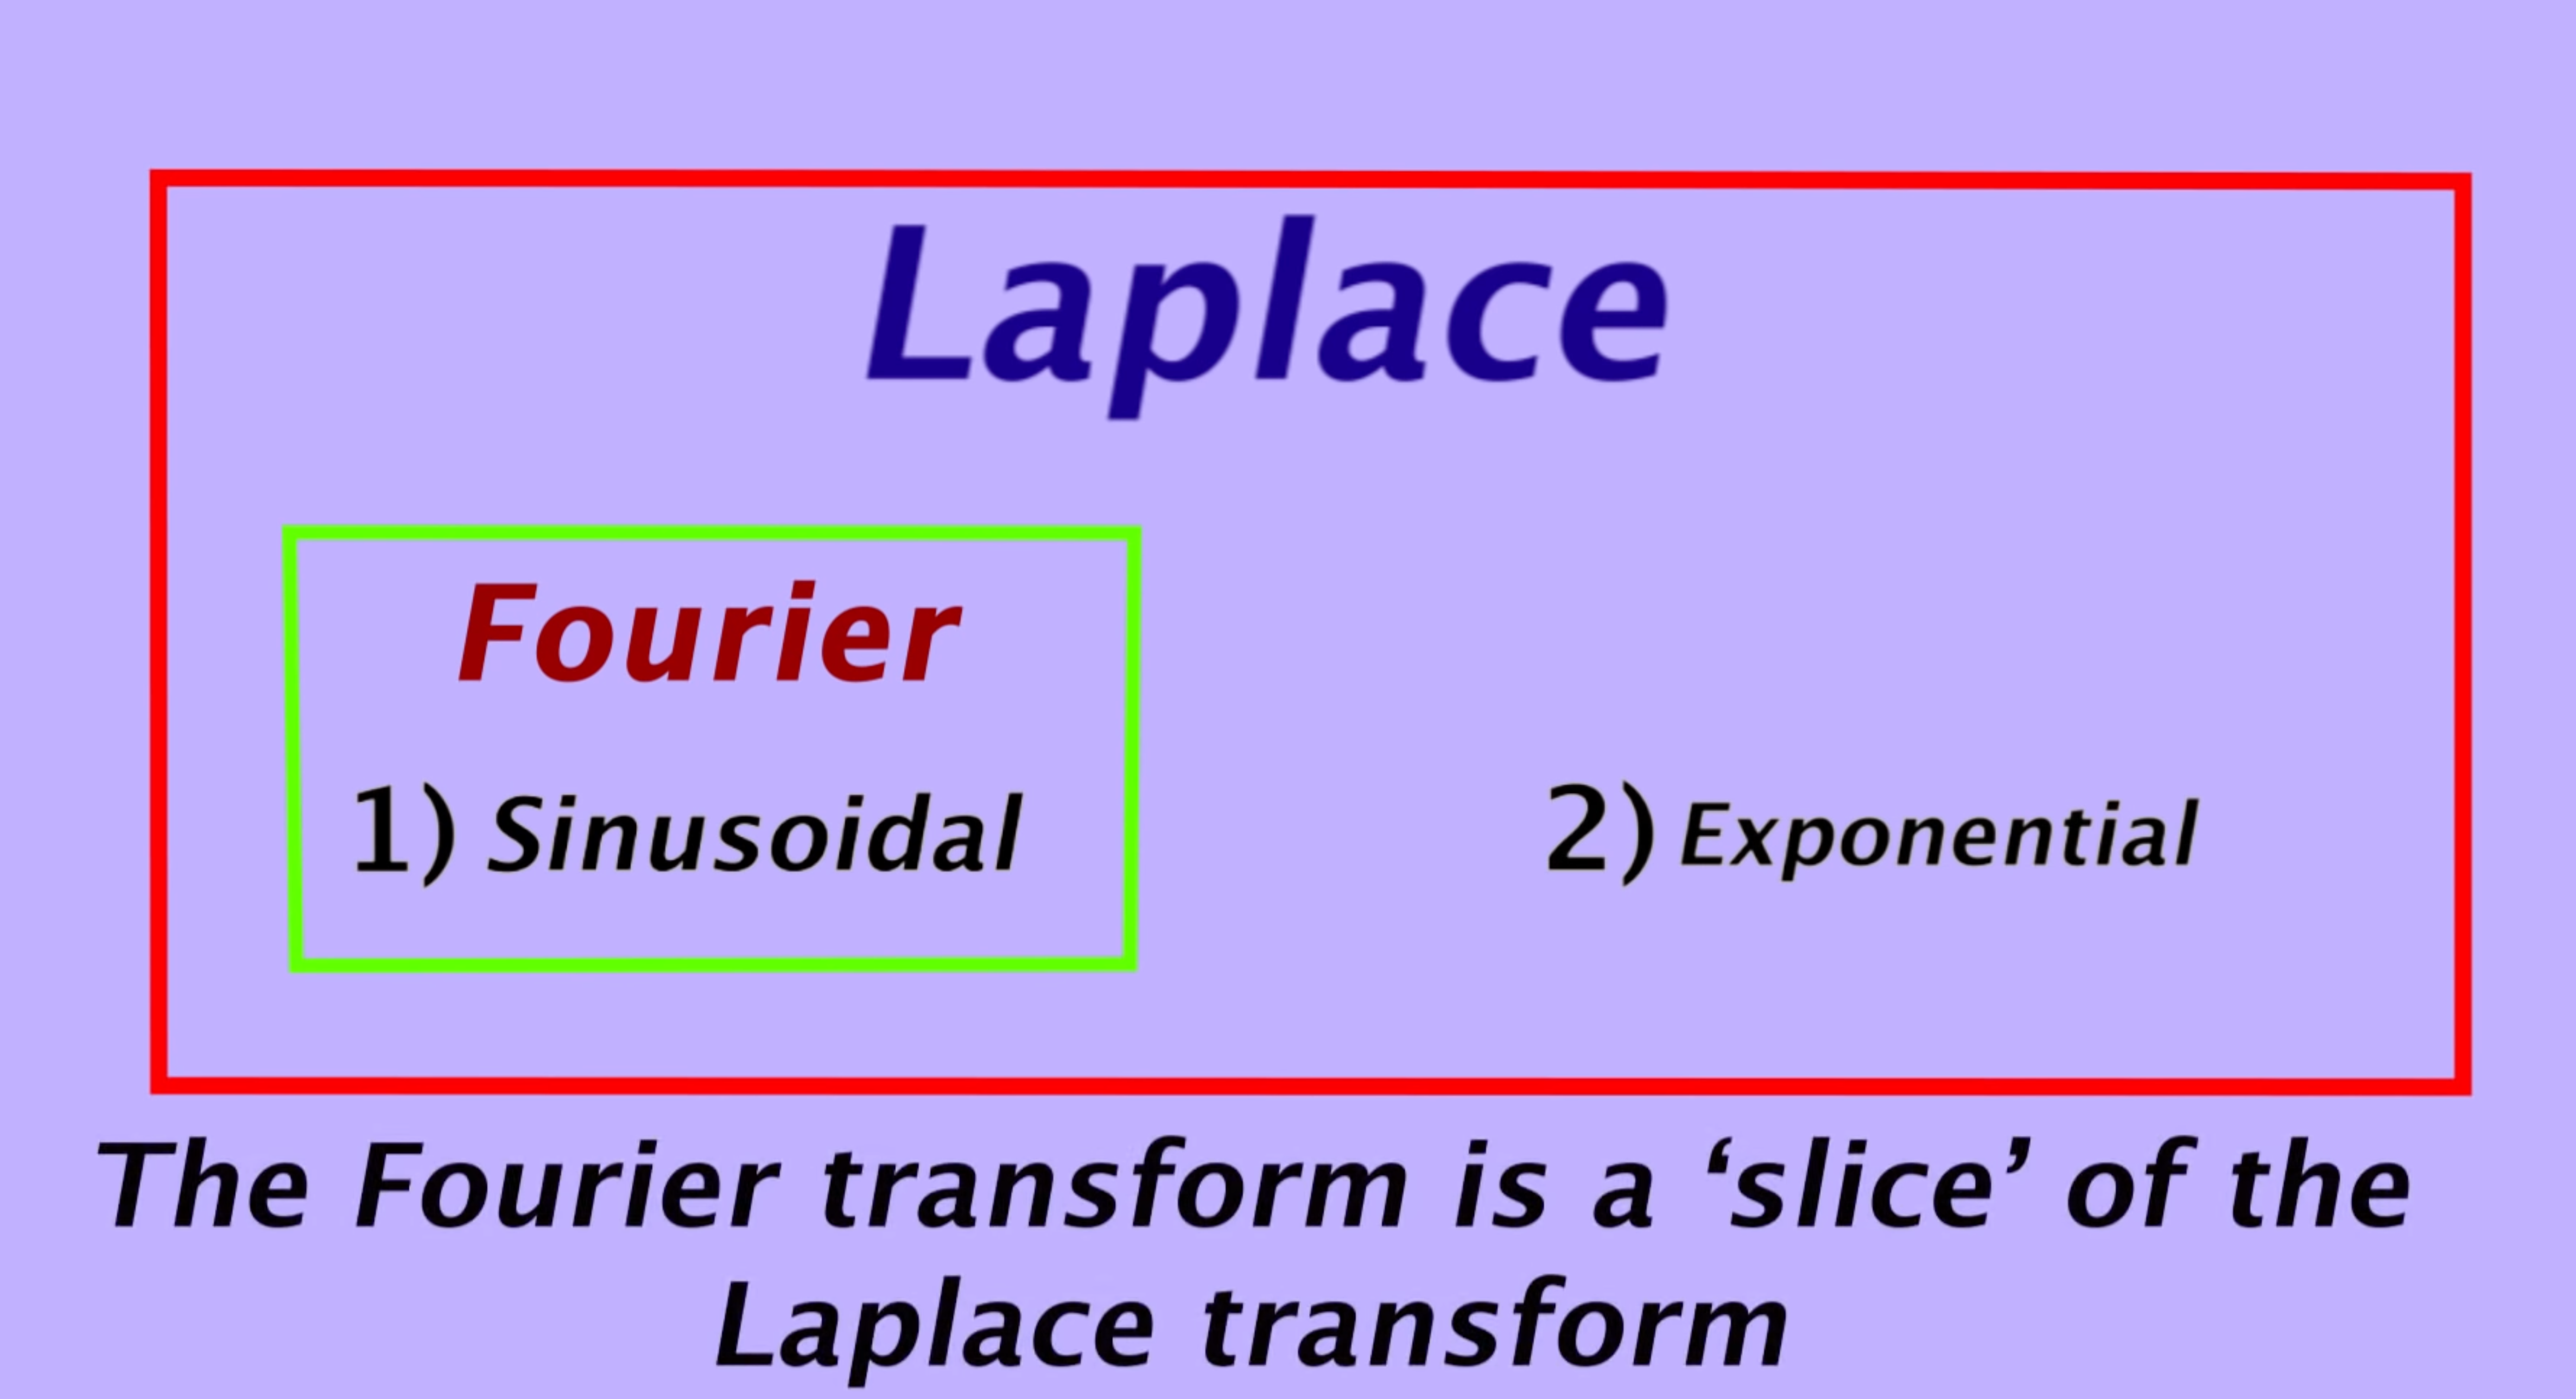 Laplace
Fourier
1) Sinusoidal
2) Exponential
The Fourier transform is a ‘slice’ of the
Laplace transform